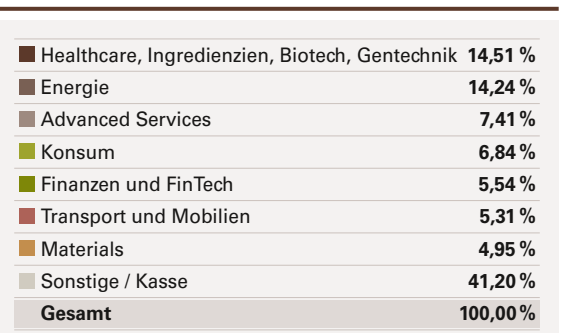 Healthcare, Ingredienzien, Biotech, Gentechnik 14,51 %
Energie 14,24 %
Advanced Services 7,41 %
Konsum 6,84 %
Finanzen und FinTech 5,54 %
Transport und Mobilien 5,31 %
Materials 4,95 %
Sonstige / Kasse 41,20 %
Gesamt 100,00 %